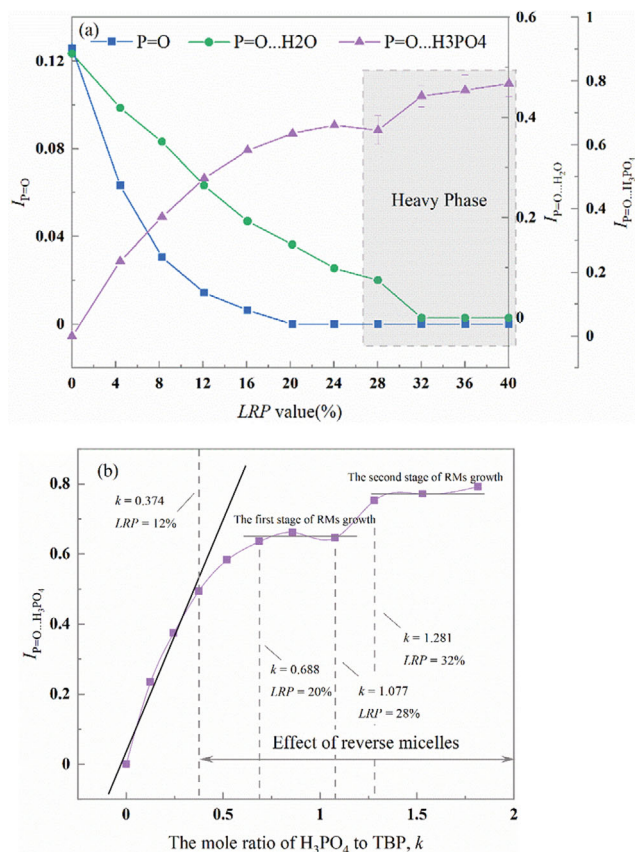 (a)
P=O P=O...H2O P=O...H3PO4
0.12
0.08
0.04
0
I P=O
0.6
0.4
0.2
0
I P=O...H₂O
1
0.8
0.6
0.4
0.2
0
I P=O...H₃PO₄
Heavy Phase
0 4 8 12 16 20 24 28 32 36 40
LRP value(%)
(b)
0.8
0.6
0.4
0.2
0
I P=O...H₃PO₄
k = 0.374
LRP = 12%
The first stage of RMs growth
The second stage of RMs growth
k = 0.688
LRP = 20%
k = 1.077
LRP = 28%
k = 1.281
LRP = 32%
Effect of reverse micelles
0 0.5 1 1.5 2
The mole ratio of H₃PO₄ to TBP, k